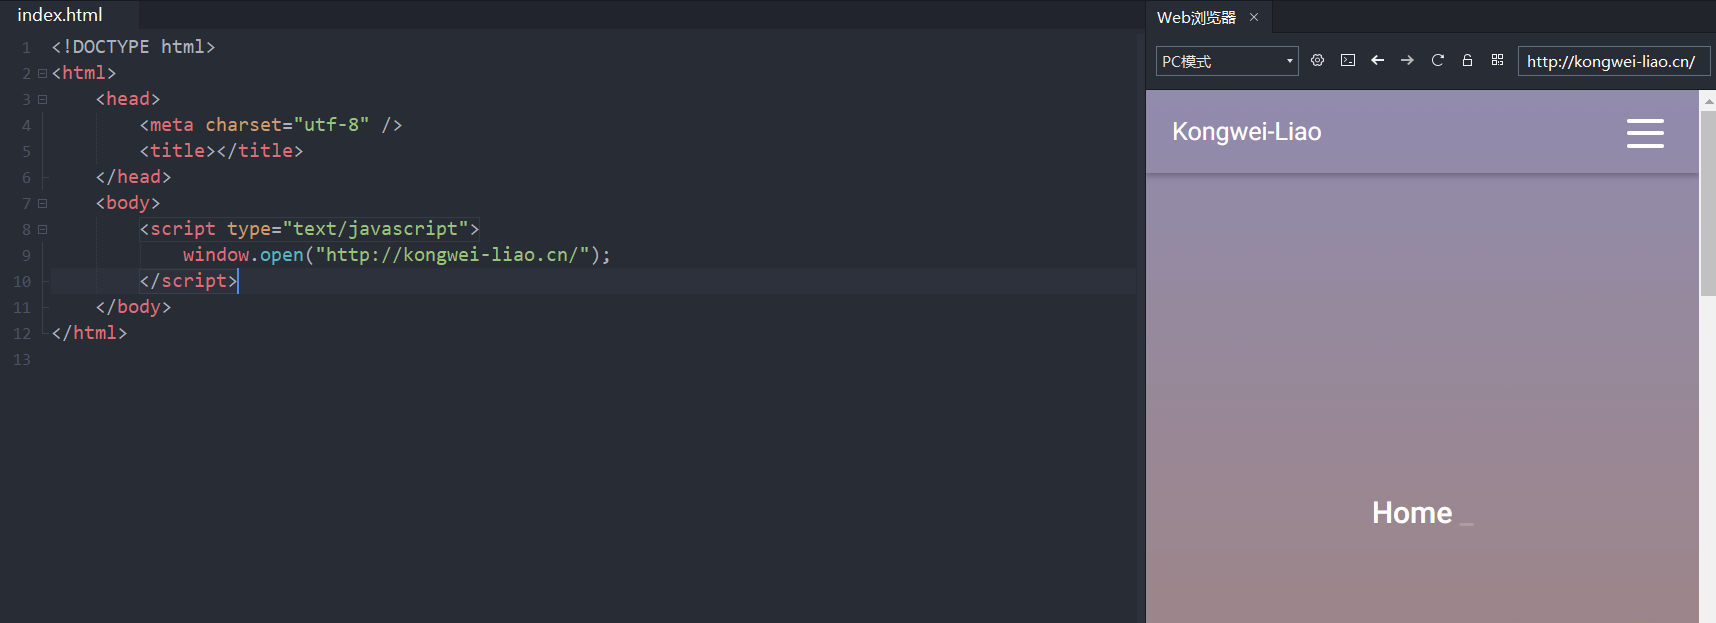 index.html
1 <!DOCTYPE html>
2 <html>
3     <head>
4         <meta charset="utf-8" />
5         <title></title>
6     </head>
7     <body>
8         <script type="text/javascript">
9             window.open("http://kongwei-liao.cn/");
10         </script>
11     </body>
12 </html>
13
Web浏览器 ×
PC模式
http://kongwei-liao.cn/
Kongwei-Liao
Home _